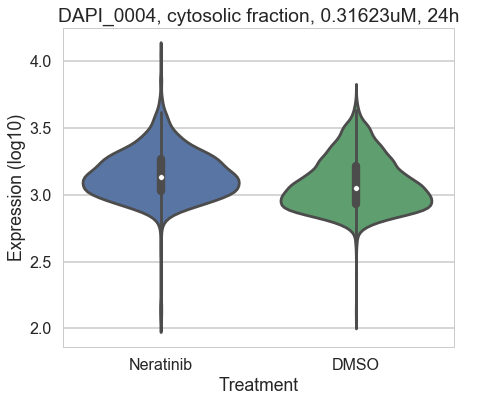 DAPI_0004, cytosolic fraction, 0.31623uM, 24h
Expression (log10)
4.0
3.5
3.0
2.5
2.0
Neratinib DMSO
Treatment